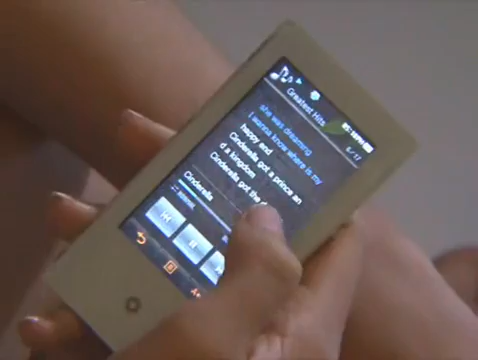 Greatest Hits
she was dreaming
I wanna know where is my
happy end
Cinderella got a prince an
d a kingdom
Cinderella got the
Cinderella